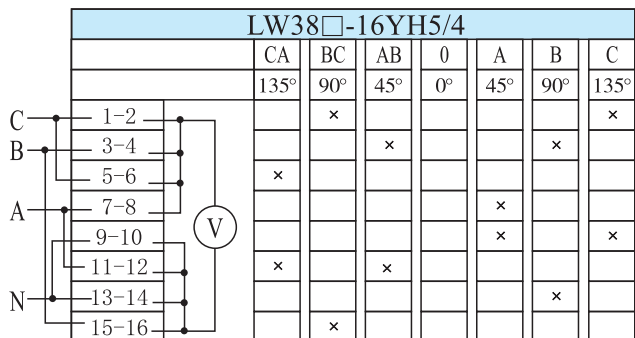 LW38□-16YH5/4
CA BC AB 0 A B C
135° 90° 45° 0° 45° 90° 135°
C 1-2 × ×
B 3-4 × ×
5-6 ×
A 7-8 ×
9-10 × ×
V
11-12 × ×
N 13-14 ×
15-16 ×